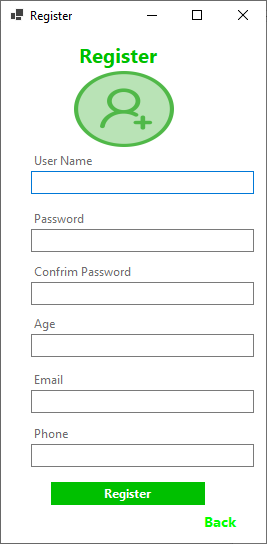 Register
Register
User Name
Password
Confrim Password
Age
Email
Phone
Register
Back